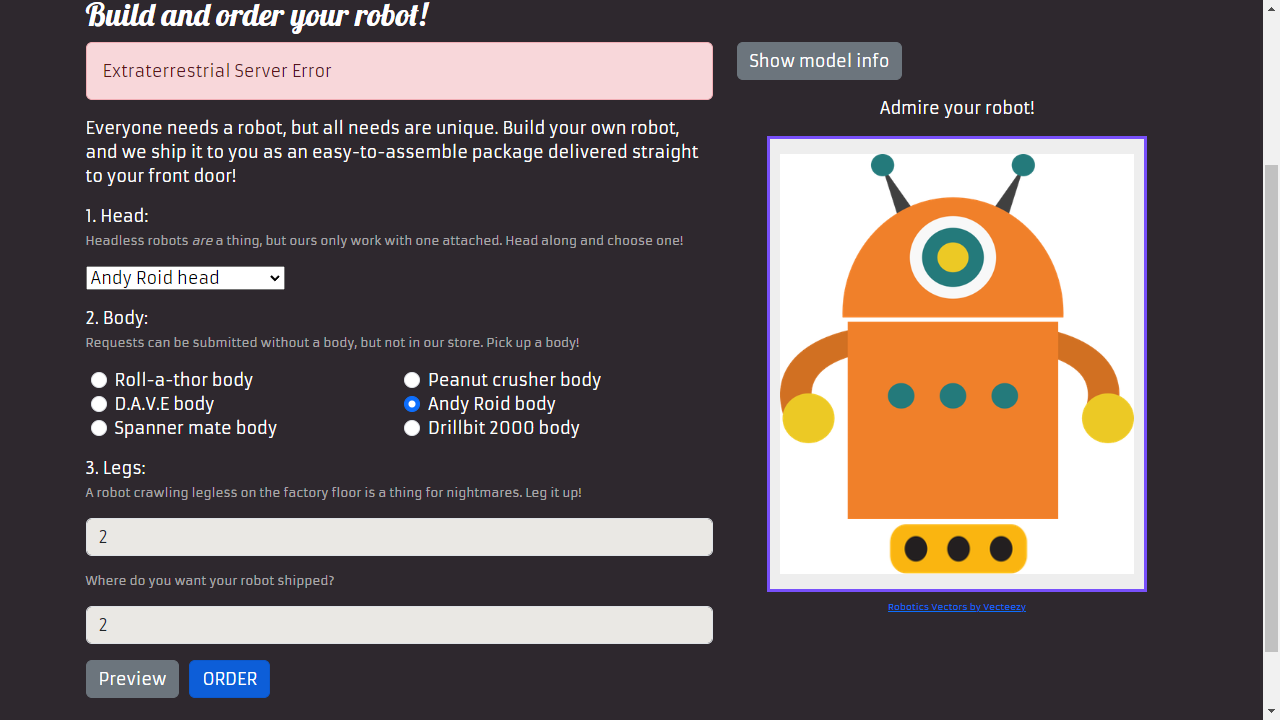 Build and order your robot!
Extraterrestrial Server Error
Everyone needs a robot, but all needs are unique. Build your own robot,
and we ship it to you as an easy-to-assemble package delivered straight
to your front door!
1. Head:
Headless robots are a thing, but ours only work with one attached. Head along and choose one!
Andy Roid head
2. Body:
Requests can be submitted without a body, but not in our store. Pick up a body!
Roll-a-thor body
Peanut crusher body
D.A.V.E body
Andy Roid body
Spanner mate body
Drillbit 2000 body
3. Legs:
A robot crawling legless on the factory floor is a thing for nightmares. Leg it up!
2
Where do you want your robot shipped?
2
Preview
ORDER
Show model info
Admire your robot!
Robotics Vectors by Vecteezy